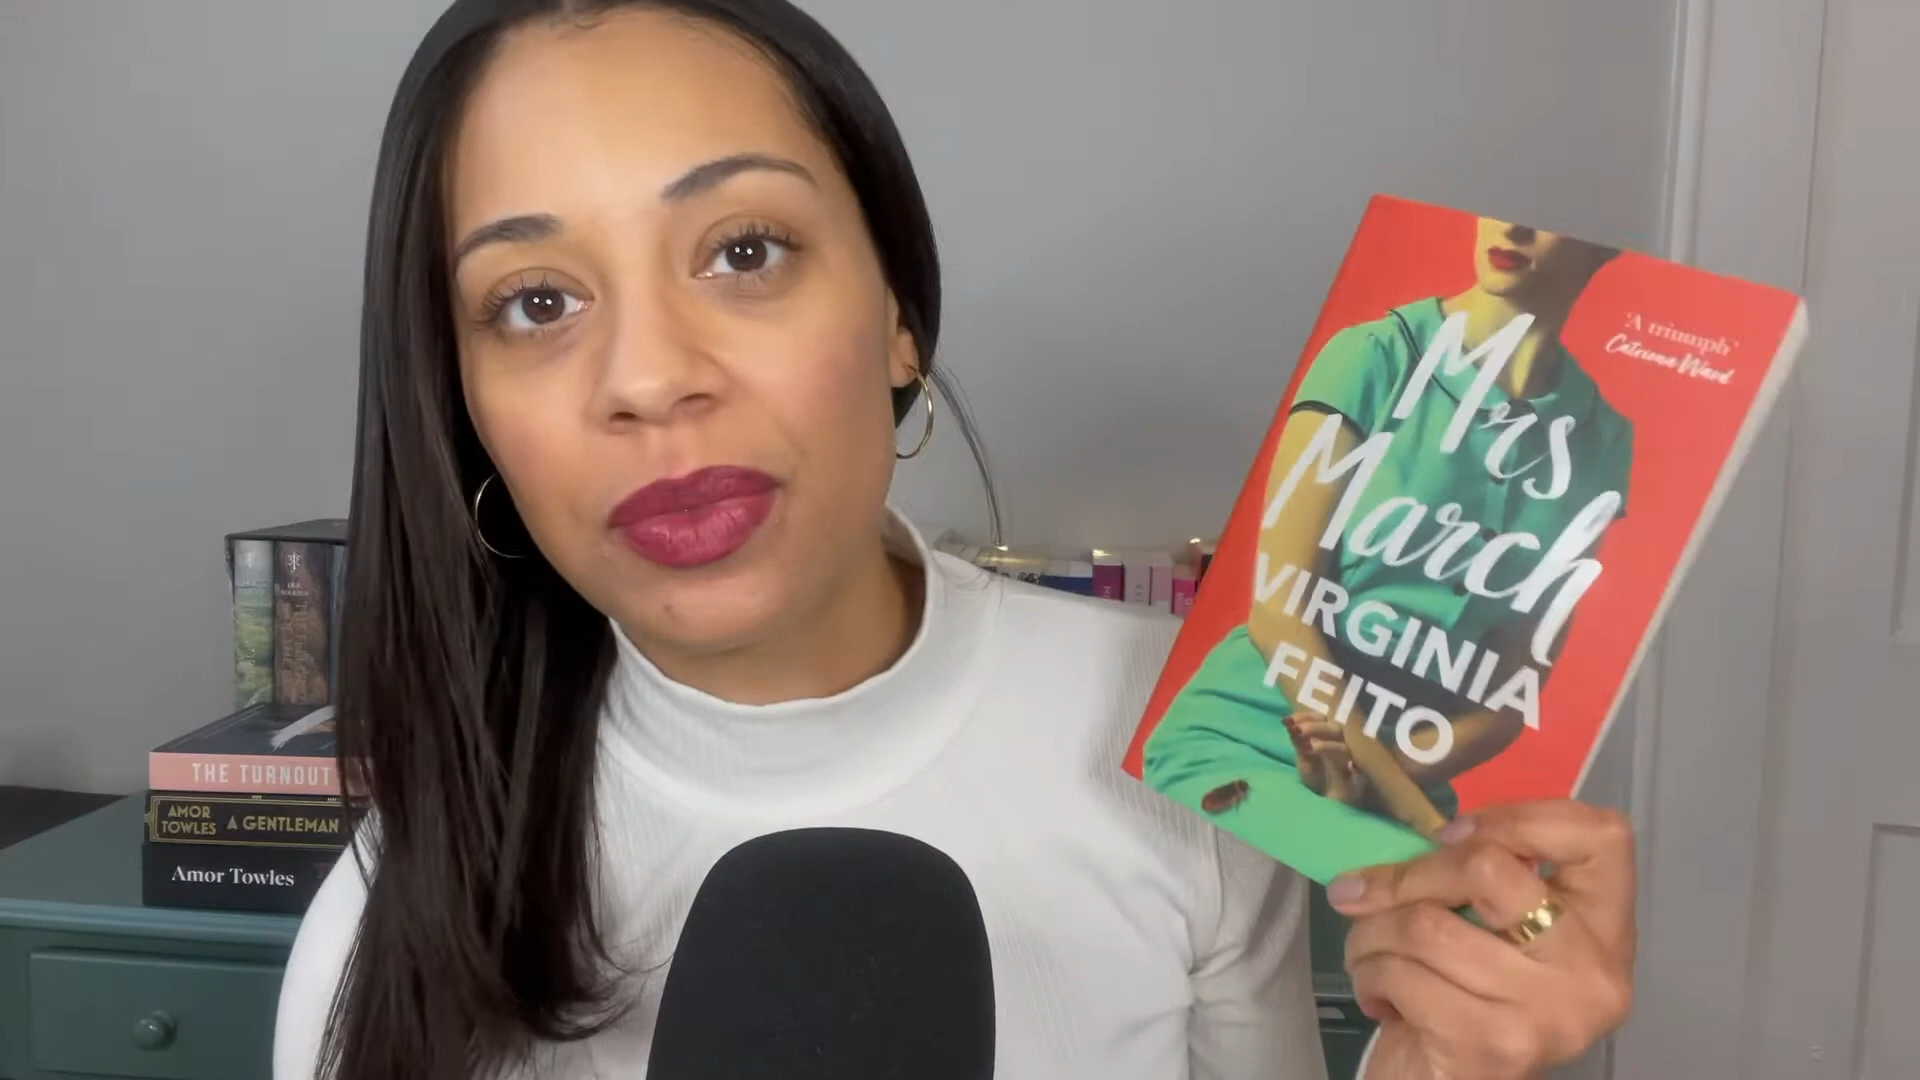 'A triumph'
Catriona Ward
Mrs
March
VIRGINIA
FEITO
THE TURNOUT
AMOR
TOWLES
A GENTLEMAN
Amor Towles